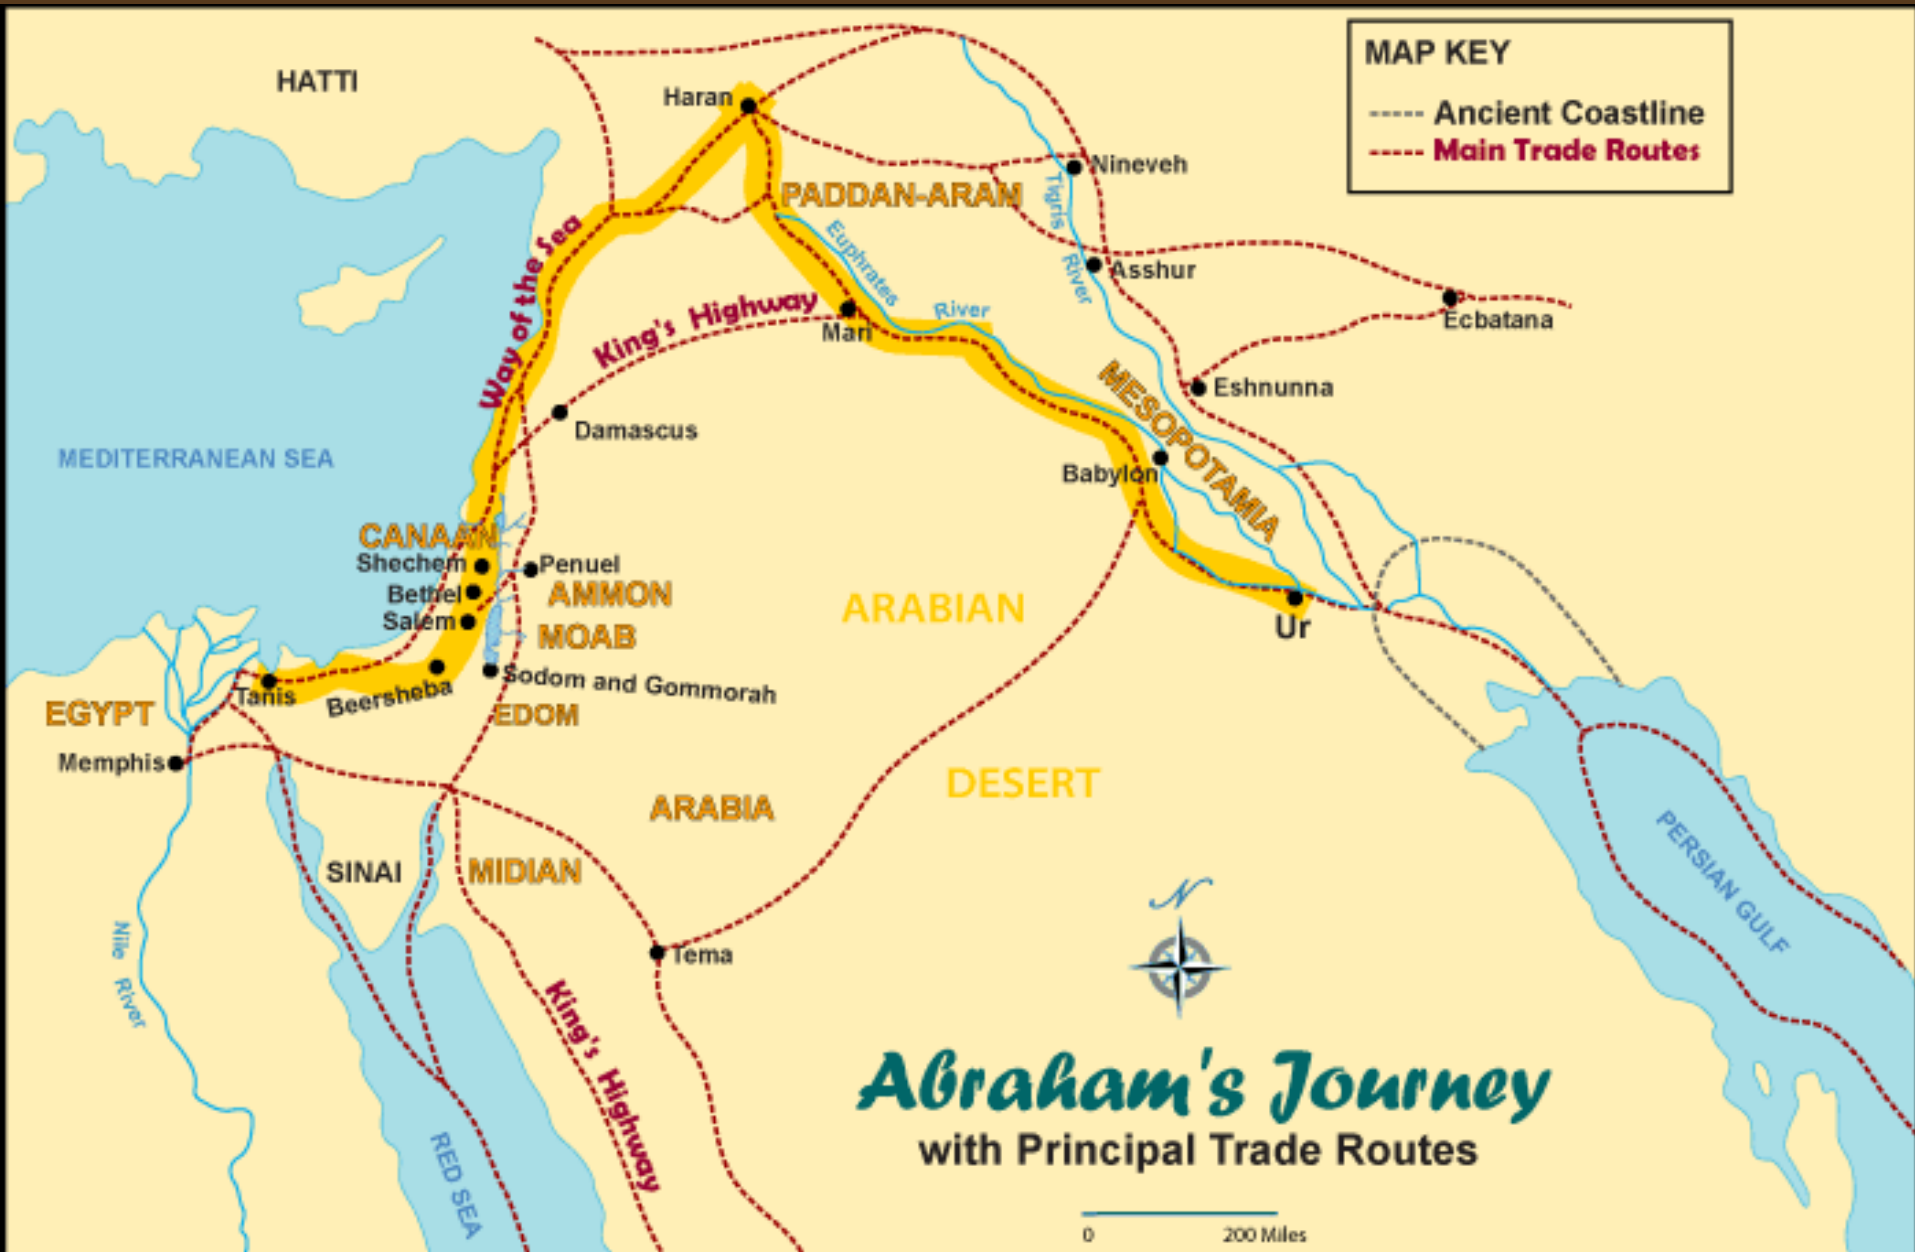 MAP KEY
Ancient Coastline
Main Trade Routes
HATTI
Haran
Nineveh
PADDAN-ARAM
Tigris
River
Euphrates
River
Asshur
Way of the Sea
King's Highway
Mari
Ecbatana
MESOPOTAMIA
Eshnunna
Damascus
MEDITERRANEAN SEA
Babylon
CANAAN
Shechem
Penuel
Bethel
AMMON
Salem
MOAB
ARABIAN
Ur
Sodom and Gommorah
Tanis
Beersheba
EGYPT
EDOM
Memphis
DESERT
ARABIA
SINAI
MIDIAN
PERSIAN GULF
N
Nile River
Tema
King's Highway
RED SEA
Abraham's Journey
with Principal Trade Routes
0 200 Miles